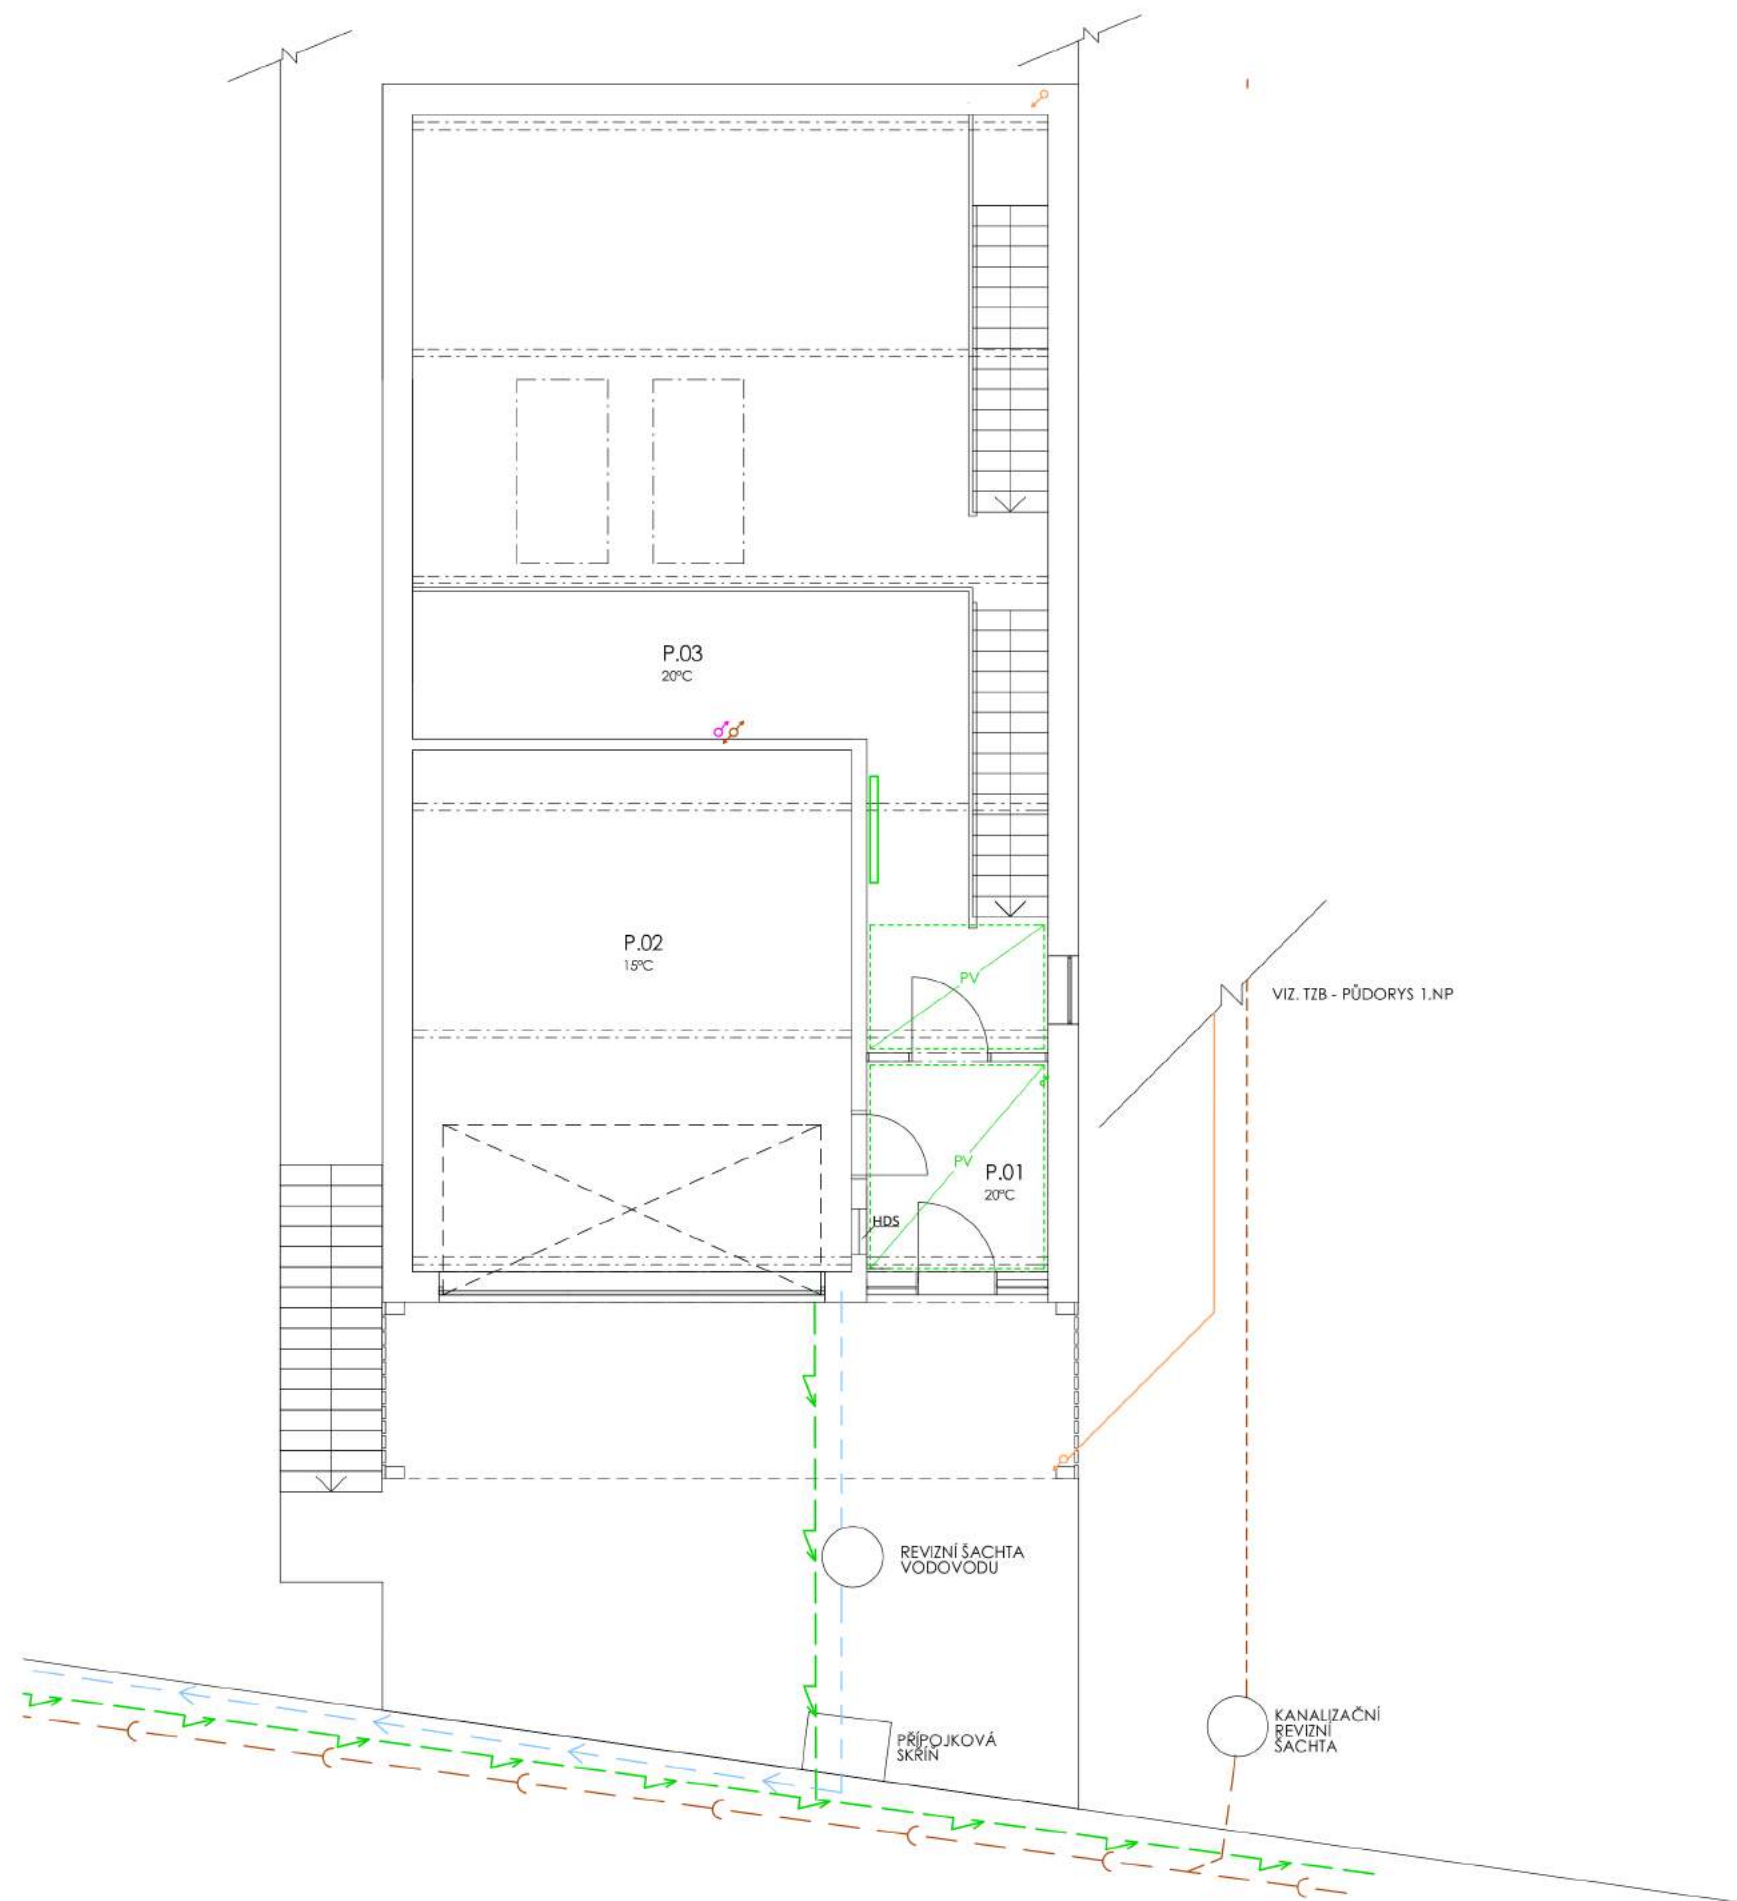 P.03
20°C
P.02
15°C
PV
VIZ. TZB - PŮDORYS 1.NP
PV
P.01
20°C
HDS
REVIZNÍ ŠACHTA
VODOVODU
KANALIZAČNÍ
REVIZNÍ
ŠACHTA
PŘÍPOJKOVÁ
SKŘÍŇ